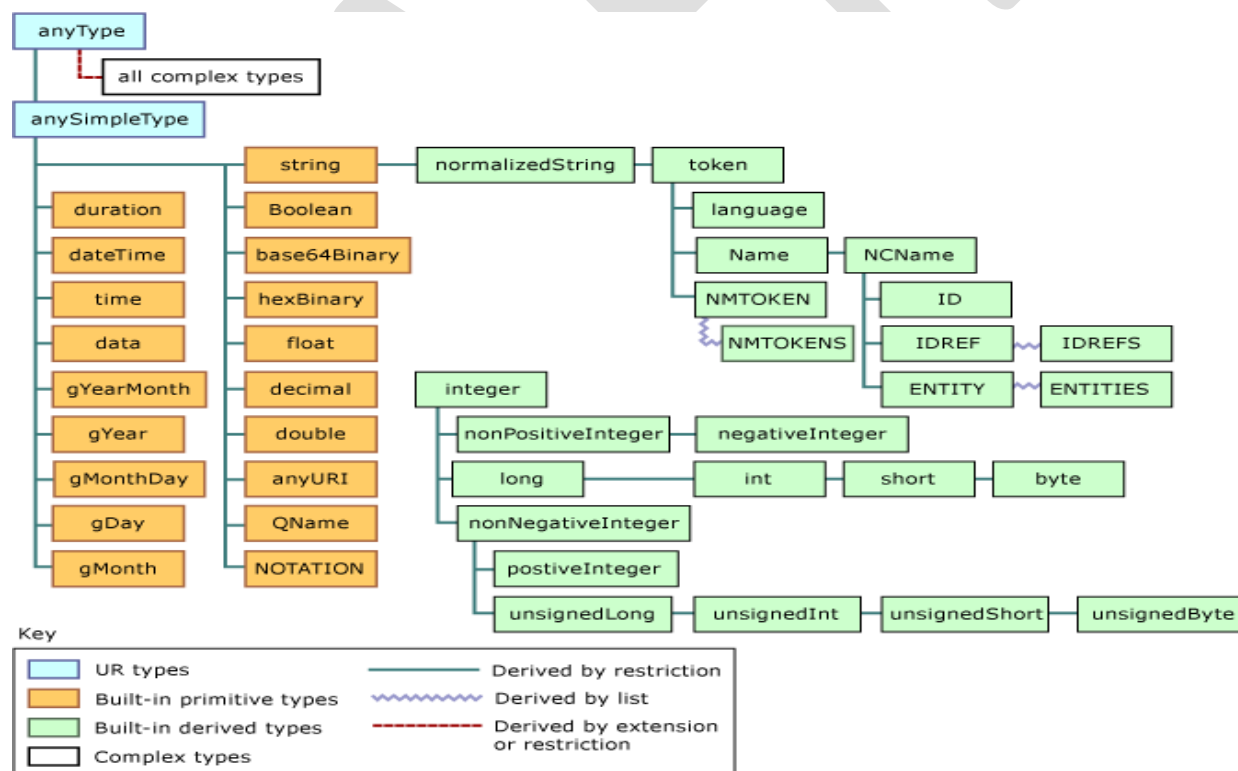 anyType
all complex types
anySimpleType
string normalizedString token
duration Boolean language
dateTime base64Binary Name NCName
time hexBinary NMTOKEN ID
data float NMTOKENS IDREF IDREFS
gYearMonth decimal integer ENTITY ENTITIES
gYear double nonPositiveInteger negativeInteger
gMonthDay anyURI long int short byte
gDay QName nonNegativeInteger
gMonth NOTATION postiveInteger
unsignedLong unsignedInt unsignedShort unsignedByte
Key
UR types Derived by restriction
Built-in primitive types Derived by list
Built-in derived types Derived by extension
or restriction
Complex types